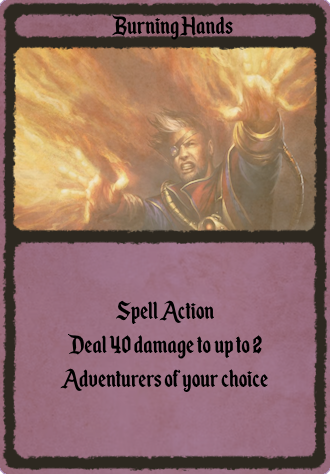 Burning Hands
Spell Action
Deal 40 damage to up to 2
Adventurers of your choice